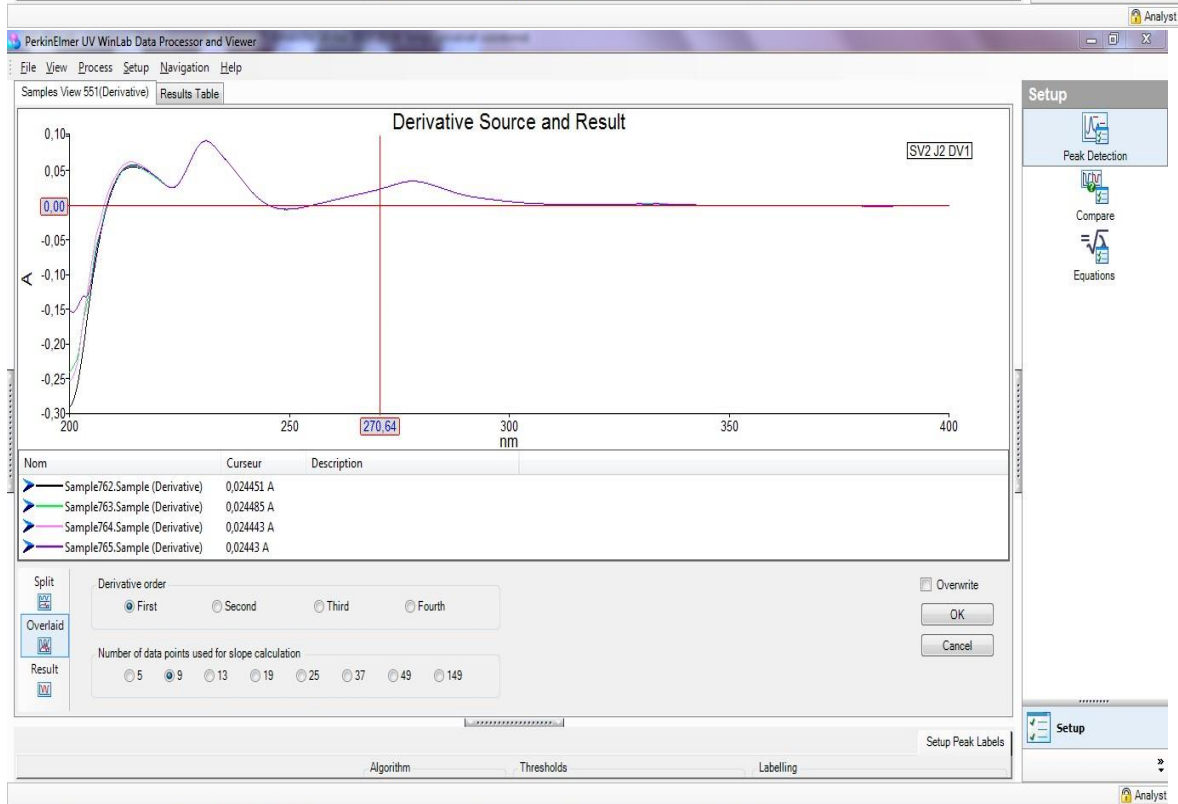 Analyst
PerkinElmer UV WinLab Data Processor and Viewer
File View Process Setup Navigation Help
Samples View 551(Derivative) Results Table
Setup
Derivative Source and Result
SV2 J2 DV1
Peak Detection
Compare
Equations
0,10
0,05
0,00
-0,05
-0,10
-0,15
-0,20
-0,25
-0,30
A
200 250 270,64 300 350 400
nm
Nom Curseur Description
Sample762.Sample (Derivative) 0,024451 A
Sample763.Sample (Derivative) 0,024485 A
Sample764.Sample (Derivative) 0,024443 A
Sample765.Sample (Derivative) 0,02443 A
Split
Overlaid
Result
Derivative order
First Second Third Fourth
Number of data points used for slope calculation
5 9 13 19 25 37 49 149
Overwrite
OK
Cancel
Setup
Setup Peak Labels
Algorithm Thresholds Labelling
Analyst